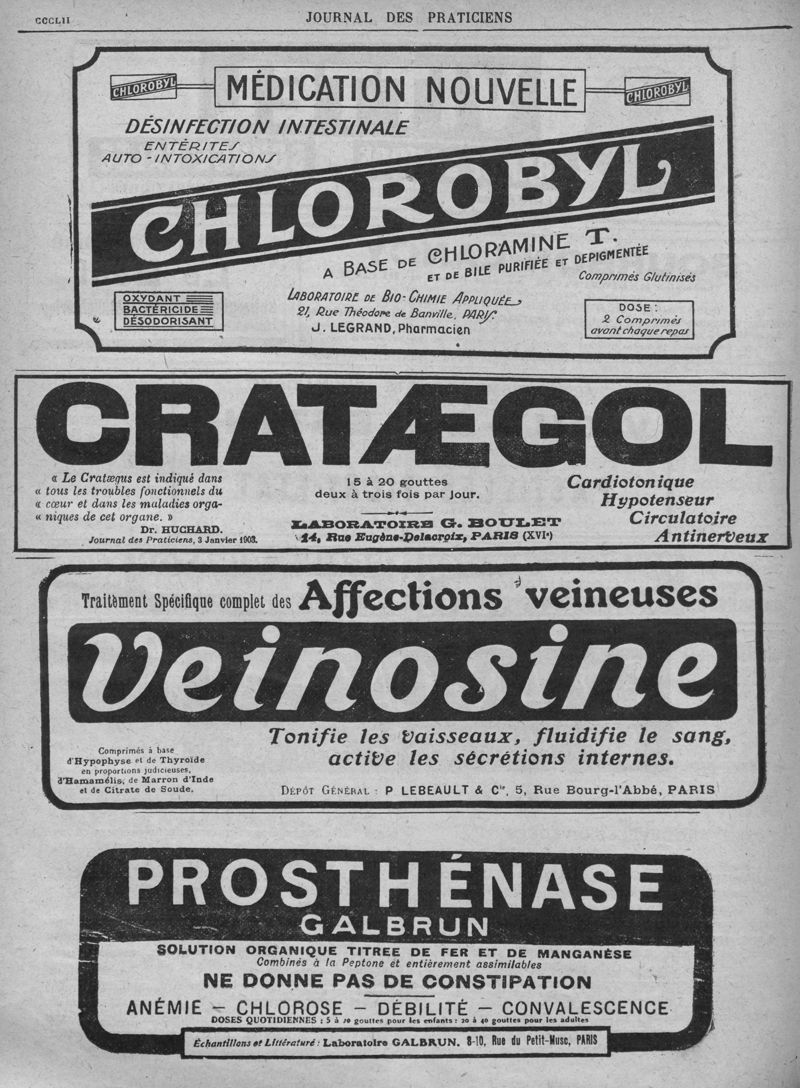 CCCLII
JOURNAL DES PRATICIENS
CHLOROBYL
MÉDICATION NOUVELLE
CHLOROBYL
DÉSINFECTION INTESTINALE
ENTÉRITES
AUTO-INTOXICATIONS
CHLOROBYL
A BASE DE CHLORAMINE T.
ET DE BILE PURIFIÉE ET DEPIGMENTÉE
Comprimés Glutinisés
OXYDANT
BACTÉRICIDE
DÉSODORISANT
LABORATOIRE DE BIO-CHIMIE APPLIQUÉE
21, Rue Théodore de Banville, PARIS.
J. LEGRAND, Pharmacien
DOSE :
2 Comprimés
avant chaque repas
CRATÆGOL
« Le Cratægus est indiqué dans
« tous les troubles fonctionnels du
« cœur et dans les maladies orga-
« niques de cet organe. »
Dr. HUCHARD.
Journal des Praticiens, 3 Janvier 1903.
15 à 20 gouttes
deux à trois fois par jour.
LABORATOIRE G. BOULET
14, Rue Eugène-Delacroix, PARIS (XVIe)
Cardiotonique
Hypotenseur
Circulatoire
Antinerveux
Traitement Spécifique complet des Affections veineuses
Veinosine
Tonifie les vaisseaux, fluidifie le sang,
active les sécrétions internes.
Comprimés à base
d'Hypophyse et de Thyroïde
en proportions judicieuses,
d'Hamamélis, de Marron d'Inde
et de Citrate de Soude.
DÉPÔT GÉNÉRAL : P LEBEAULT & Cie, 5, Rue Bourg-l'Abbé, PARIS
PROSTHÉNASE
GALBRUN
SOLUTION ORGANIQUE TITREE DE FER ET DE MANGANÈSE
Combinés à la Peptone et entièrement assimilables
NE DONNE PAS DE CONSTIPATION
ANÉMIE – CHLOROSE – DÉBILITÉ – CONVALESCENCE
DOSES QUOTIDIENNES : 5 à 20 gouttes pour les enfants : 20 à 40 gouttes pour les adultes
Échantillons et Littérature : Laboratoire GALBRUN, 8-10, Rue du Petit-Musc, PARIS